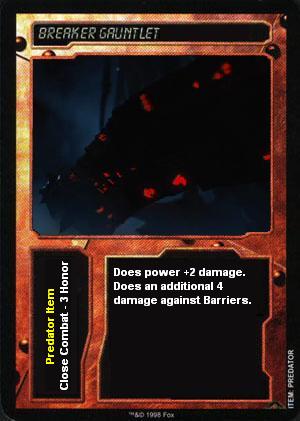 BREAKER GAUNTLET
Predator Item
Close Combat - 3 Honor
Does power +2 damage.
Does an additional 4
damage against Barriers.
™&© 1998 Fox
ITEM: PREDATOR